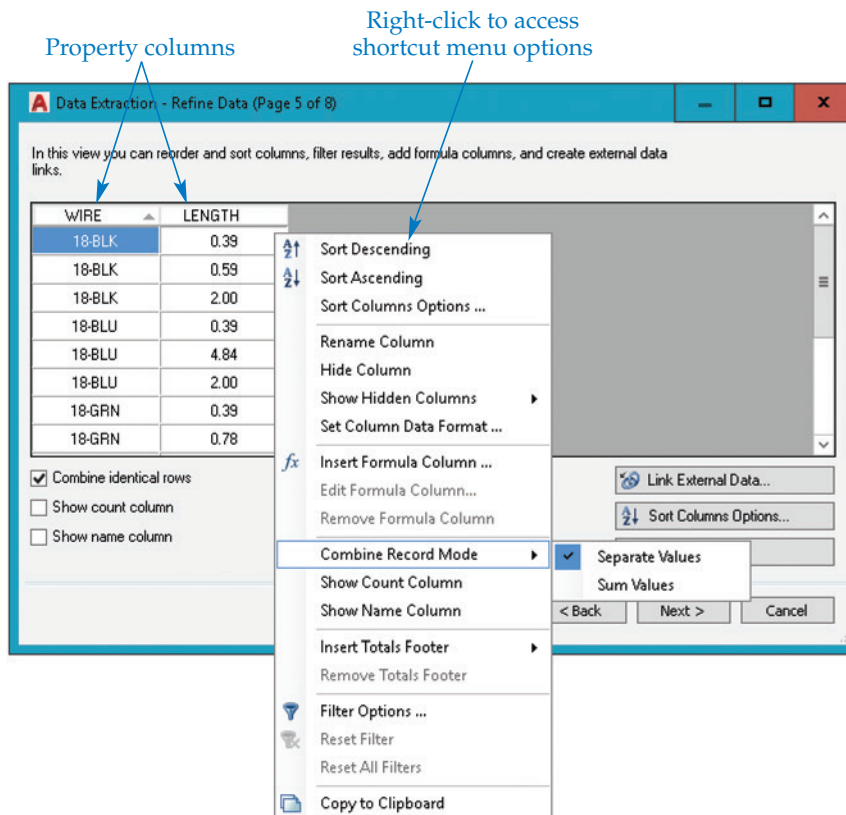 Property columns
Right-click to access
shortcut menu options
Data Extraction - Refine Data (Page 5 of 8)
In this view you can reorder and sort columns, filter results, add formula columns, and create external data
links.
WIRE LENGTH
18-BLK 0.39
18-BLK 0.59
18-BLK 2.00
18-BLU 0.39
18-BLU 4.84
18-BLU 2.00
18-GRN 0.39
18-GRN 0.78
Combine identical rows
Show count column
Show name column
Sort Descending
Sort Ascending
Sort Columns Options ...
Rename Column
Hide Column
Show Hidden Columns
Set Column Data Format ...
fx Insert Formula Column ...
Edit Formula Column...
Remove Formula Column
Combine Record Mode
Show Count Column
Show Name Column
Insert Totals Footer
Remove Totals Footer
Filter Options ...
Reset Filter
Reset All Filters
Copy to Clipboard
Separate Values
Sum Values
Link External Data...
Sort Columns Options...
< Back Next > Cancel